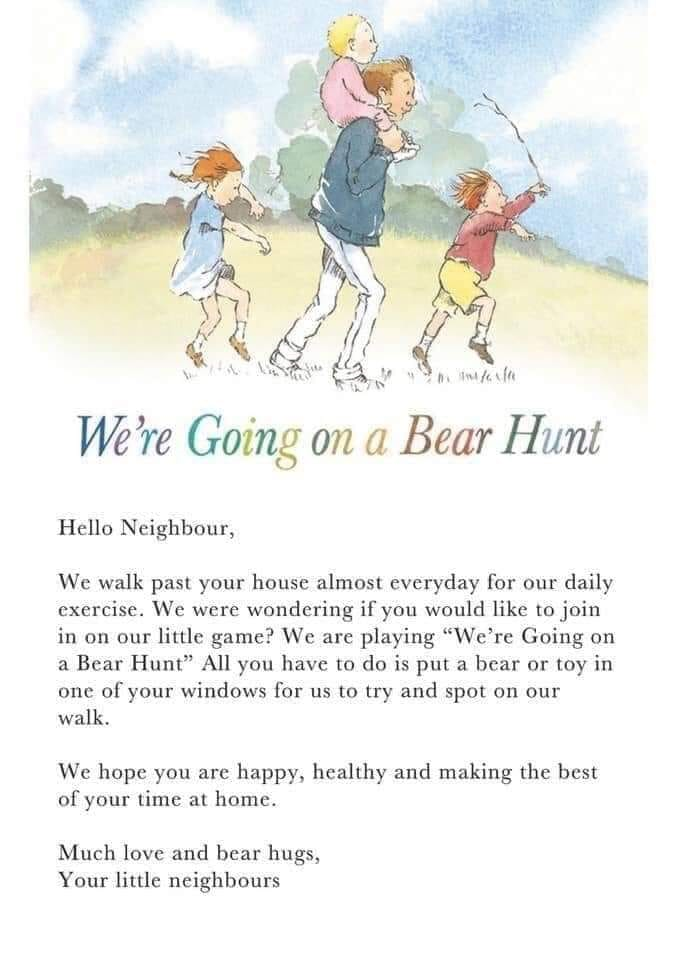 We're Going on a Bear Hunt
Hello Neighbour,
We walk past your house almost everyday for our daily
exercise. We were wondering if you would like to join
in on our little game? We are playing “We’re Going on
a Bear Hunt” All you have to do is put a bear or toy in
one of your windows for us to try and spot on our
walk.
We hope you are happy, healthy and making the best
of your time at home.
Much love and bear hugs,
Your little neighbours